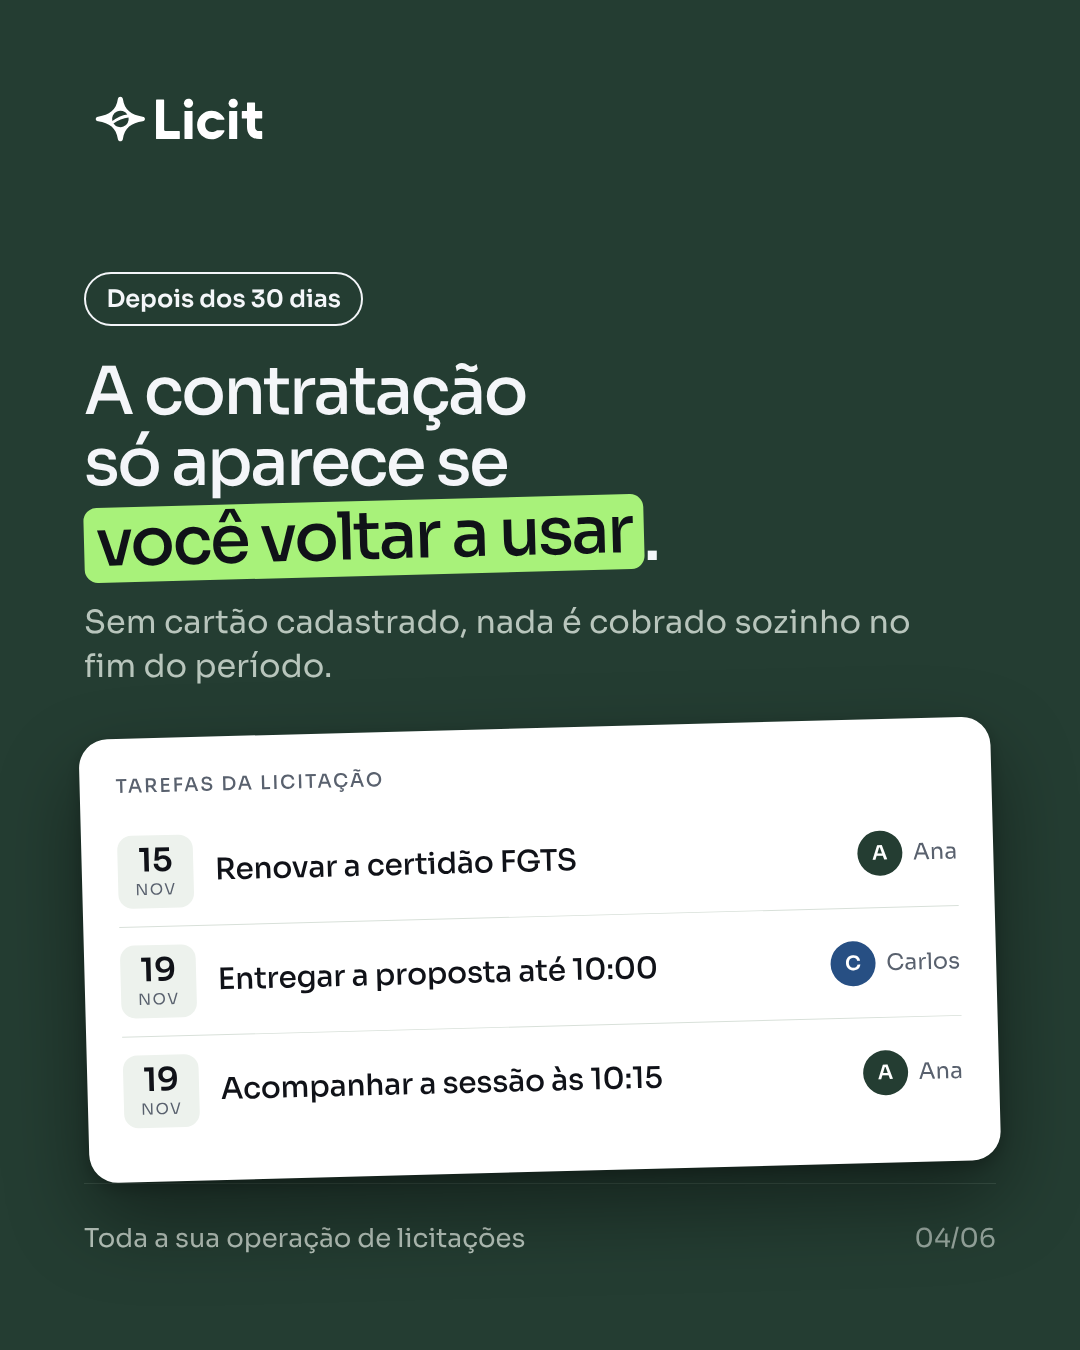 Licit
Depois dos 30 dias
A contratação
só aparece se
você voltar a usar.
Sem cartão cadastrado, nada é cobrado sozinho no
fim do período.
TAREFAS DA LICITAÇÃO
15
NOV
Renovar a certidão FGTS
A
Ana
19
NOV
Entregar a proposta até 10:00
C
Carlos
19
NOV
Acompanhar a sessão às 10:15
A
Ana
Toda a sua operação de licitações
04/06